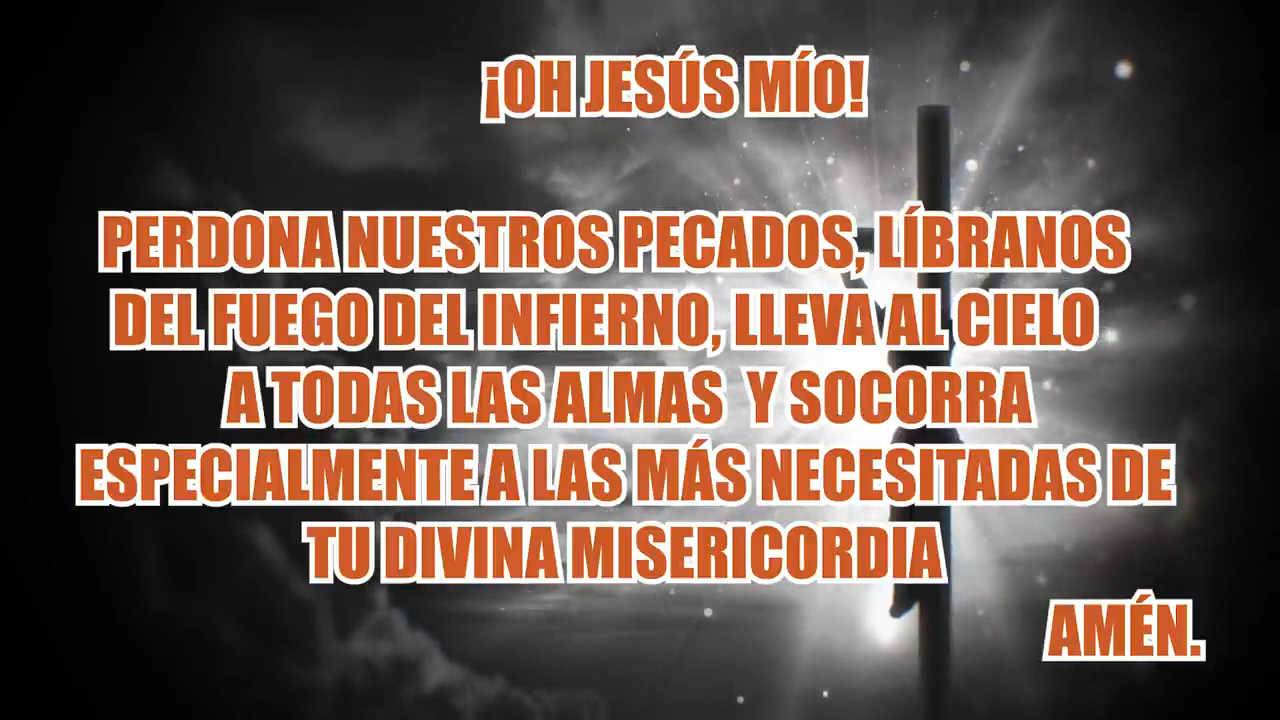 ¡OH JESÚS MÍO!
PERDONA NUESTROS PECADOS, LÍBRANOS
DEL FUEGO DEL INFIERNO, LLEVA AL CIELO
A TODAS LAS ALMAS Y SOCORRA
ESPECIALMENTE A LAS MÁS NECESITADAS DE
TU DIVINA MISERICORDIA
AMÉN.